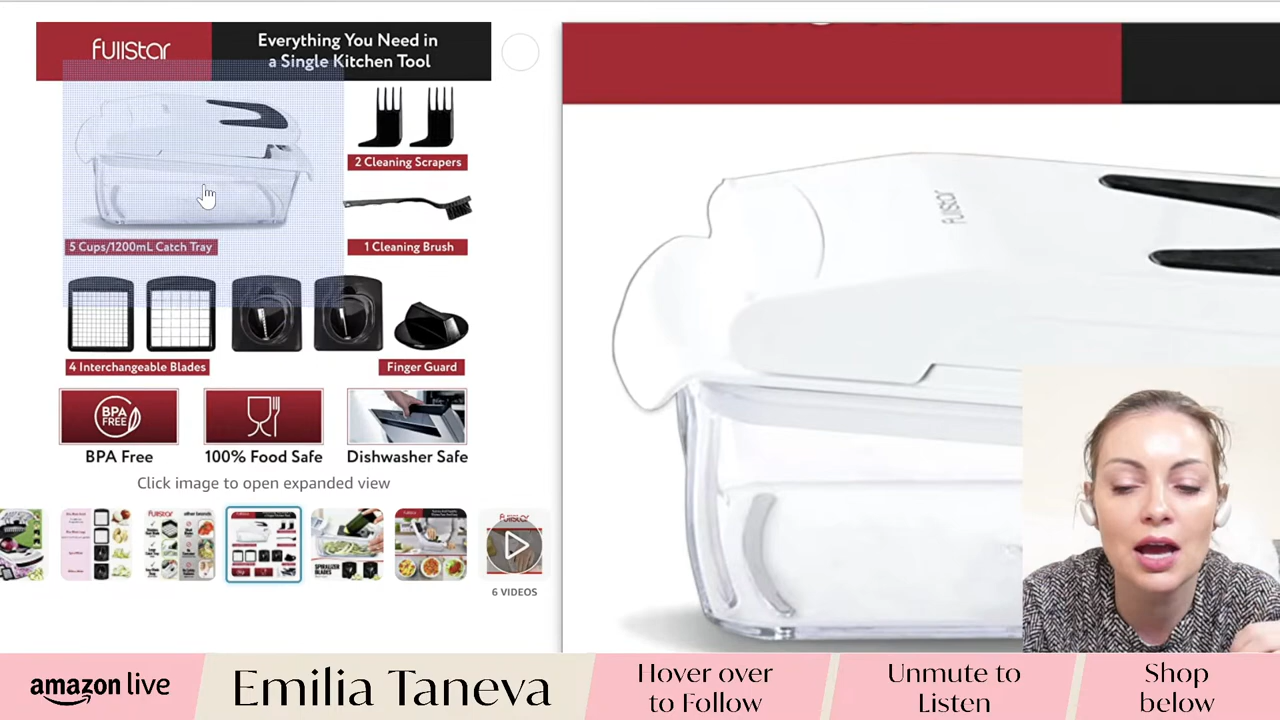 fullstar
Everything You Need in
a Single Kitchen Tool
2 Cleaning Scrapers
5 Cups/1200mL Catch Tray
1 Cleaning Brush
4 Interchangeable Blades
Finger Guard
BPA
FREE
BPA Free
100% Food Safe
Dishwasher Safe
Click image to open expanded view
6 VIDEOS
amazon live
Emilia Taneva
Hover over
to Follow
Unmute to
Listen
Shop
below